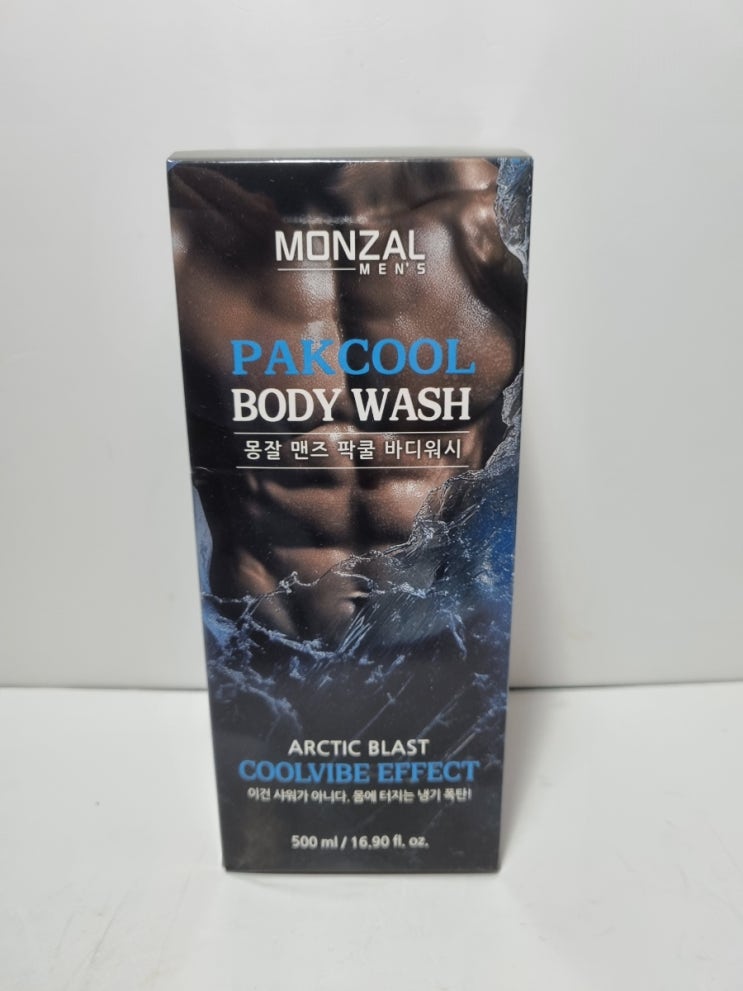 MONZAL
MEN'S
PAKCOOL
BODY WASH
몽잘 맨즈 팍쿨 바디워시
ARCTIC BLAST
COOLVIBE EFFECT
이건 샤워가 아니다. 몸에 터지는 냉기 폭탄!
500 ml / 16.90 fl. oz.